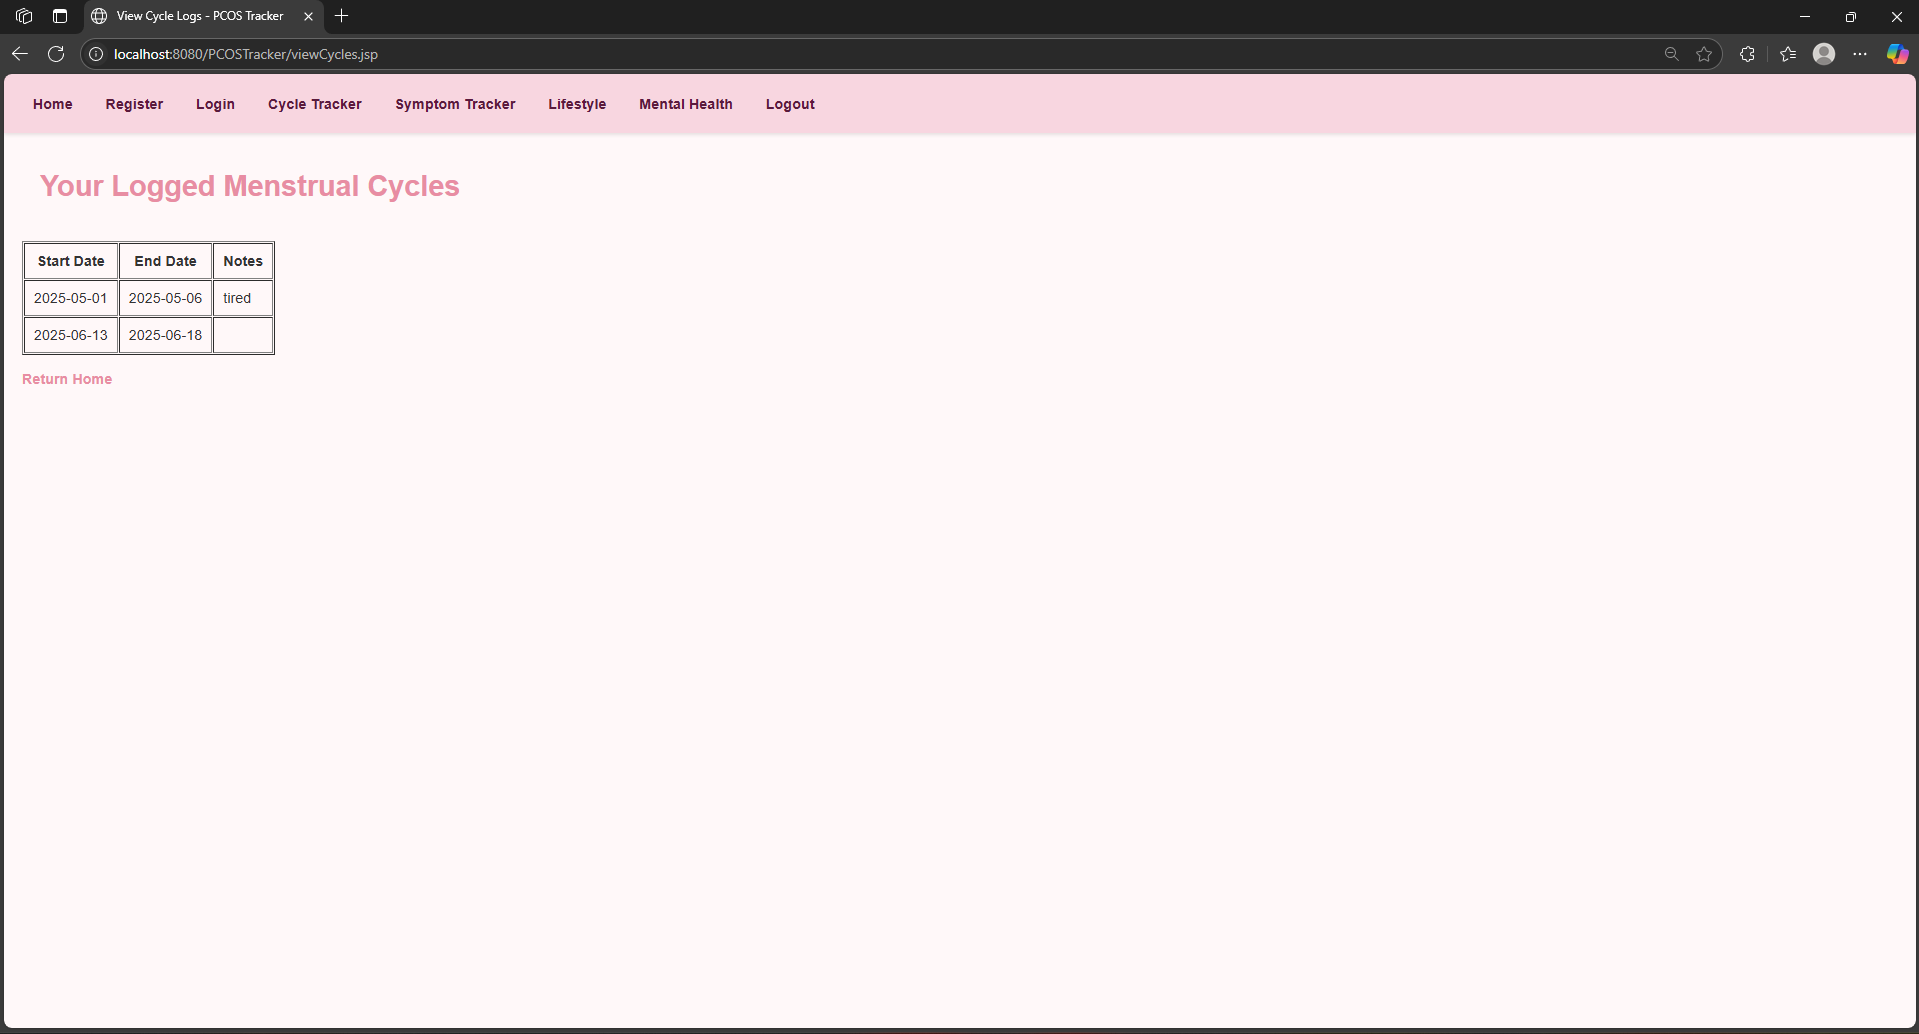 View Cycle Logs - PCOS Tracker
localhost:8080/PCOSTracker/viewCycles.jsp
Home Register Login Cycle Tracker Symptom Tracker Lifestyle Mental Health Logout
Your Logged Menstrual Cycles
Start Date End Date Notes
2025-05-01 2025-05-06 tired
2025-06-13 2025-06-18
Return Home